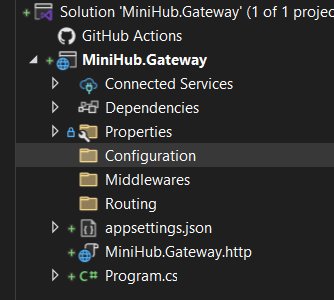 Solution 'MiniHub.Gateway' (1 of 1 proje
GitHub Actions
MiniHub.Gateway
Connected Services
Dependencies
Properties
Configuration
Middlewares
Routing
appsettings.json
MiniHub.Gateway.http
C# Program.cs